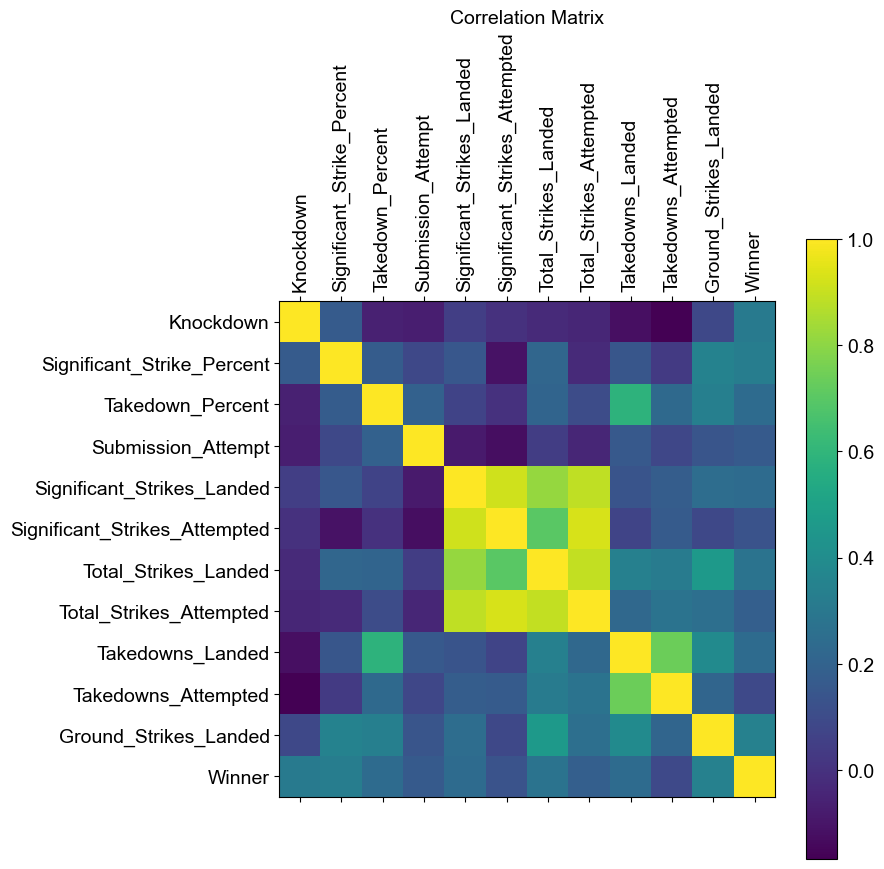 Correlation Matrix
Knockdown
Significant_Strike_Percent
Takedown_Percent
Submission_Attempt
Significant_Strikes_Landed
Significant_Strikes_Attempted
Total_Strikes_Landed
Total_Strikes_Attempted
Takedowns_Landed
Takedowns_Attempted
Ground_Strikes_Landed
Winner
Knockdown
Significant_Strike_Percent
Takedown_Percent
Submission_Attempt
Significant_Strikes_Landed
Significant_Strikes_Attempted
Total_Strikes_Landed
Total_Strikes_Attempted
Takedowns_Landed
Takedowns_Attempted
Ground_Strikes_Landed
Winner
1.0
0.8
0.6
0.4
0.2
0.0